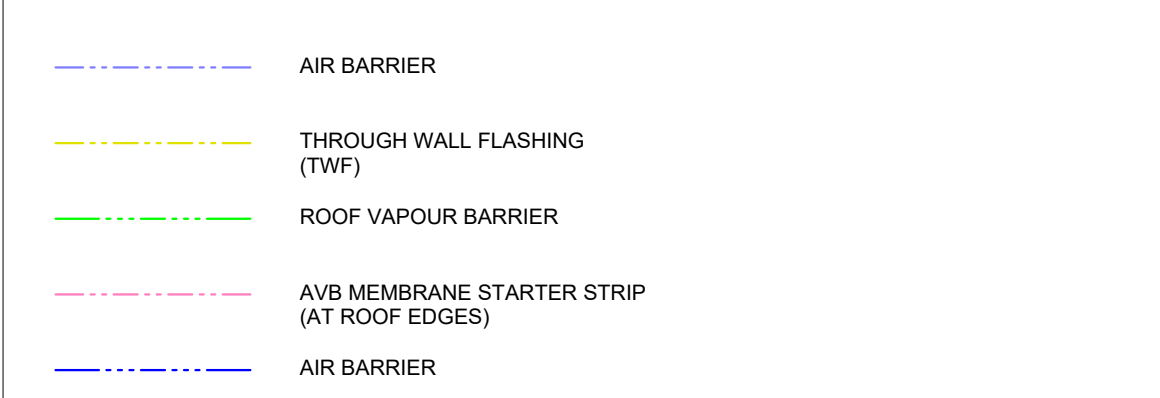 AIR BARRIER
THROUGH WALL FLASHING
(TWF)
ROOF VAPOUR BARRIER
AVB MEMBRANE STARTER STRIP
(AT ROOF EDGES)
AIR BARRIER